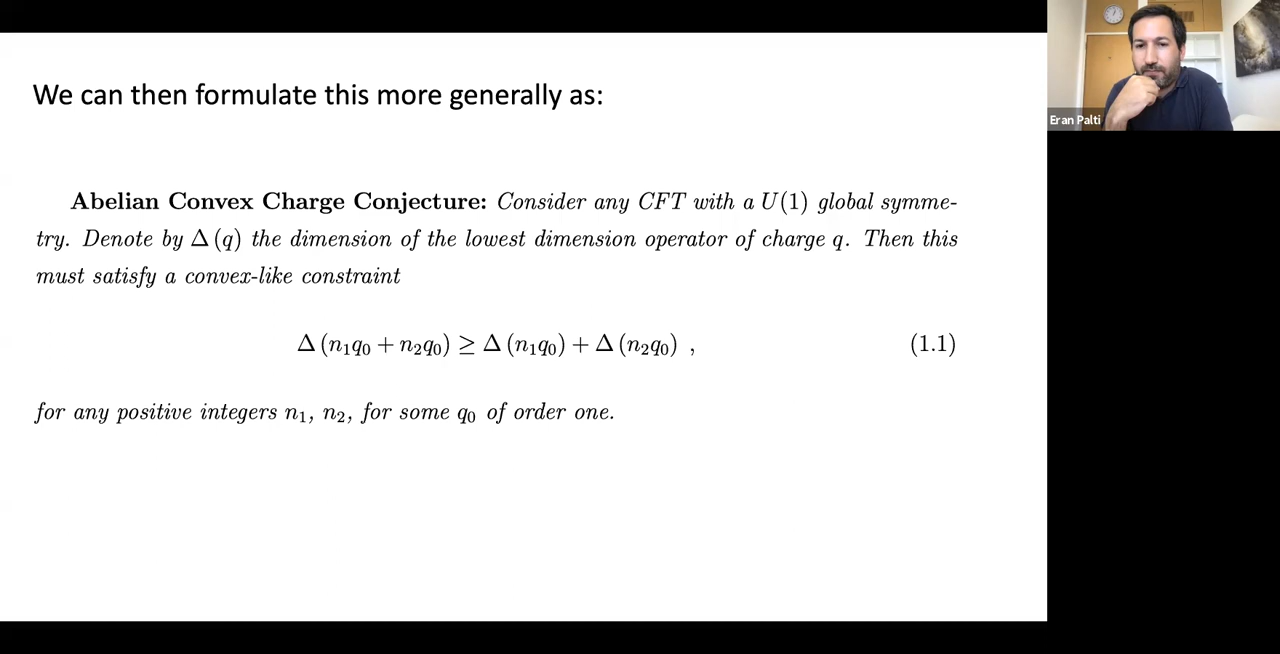 We can then formulate this more generally as:
Abelian Convex Charge Conjecture: Consider any CFT with a U(1) global symme-
try. Denote by Δ (q) the dimension of the lowest dimension operator of charge q. Then this
must satisfy a convex-like constraint
Δ (n₁q₀ + n₂q₀) ≥ Δ (n₁q₀) + Δ (n₂q₀) , (1.1)
for any positive integers n₁, n₂, for some q₀ of order one.
Eran Palti